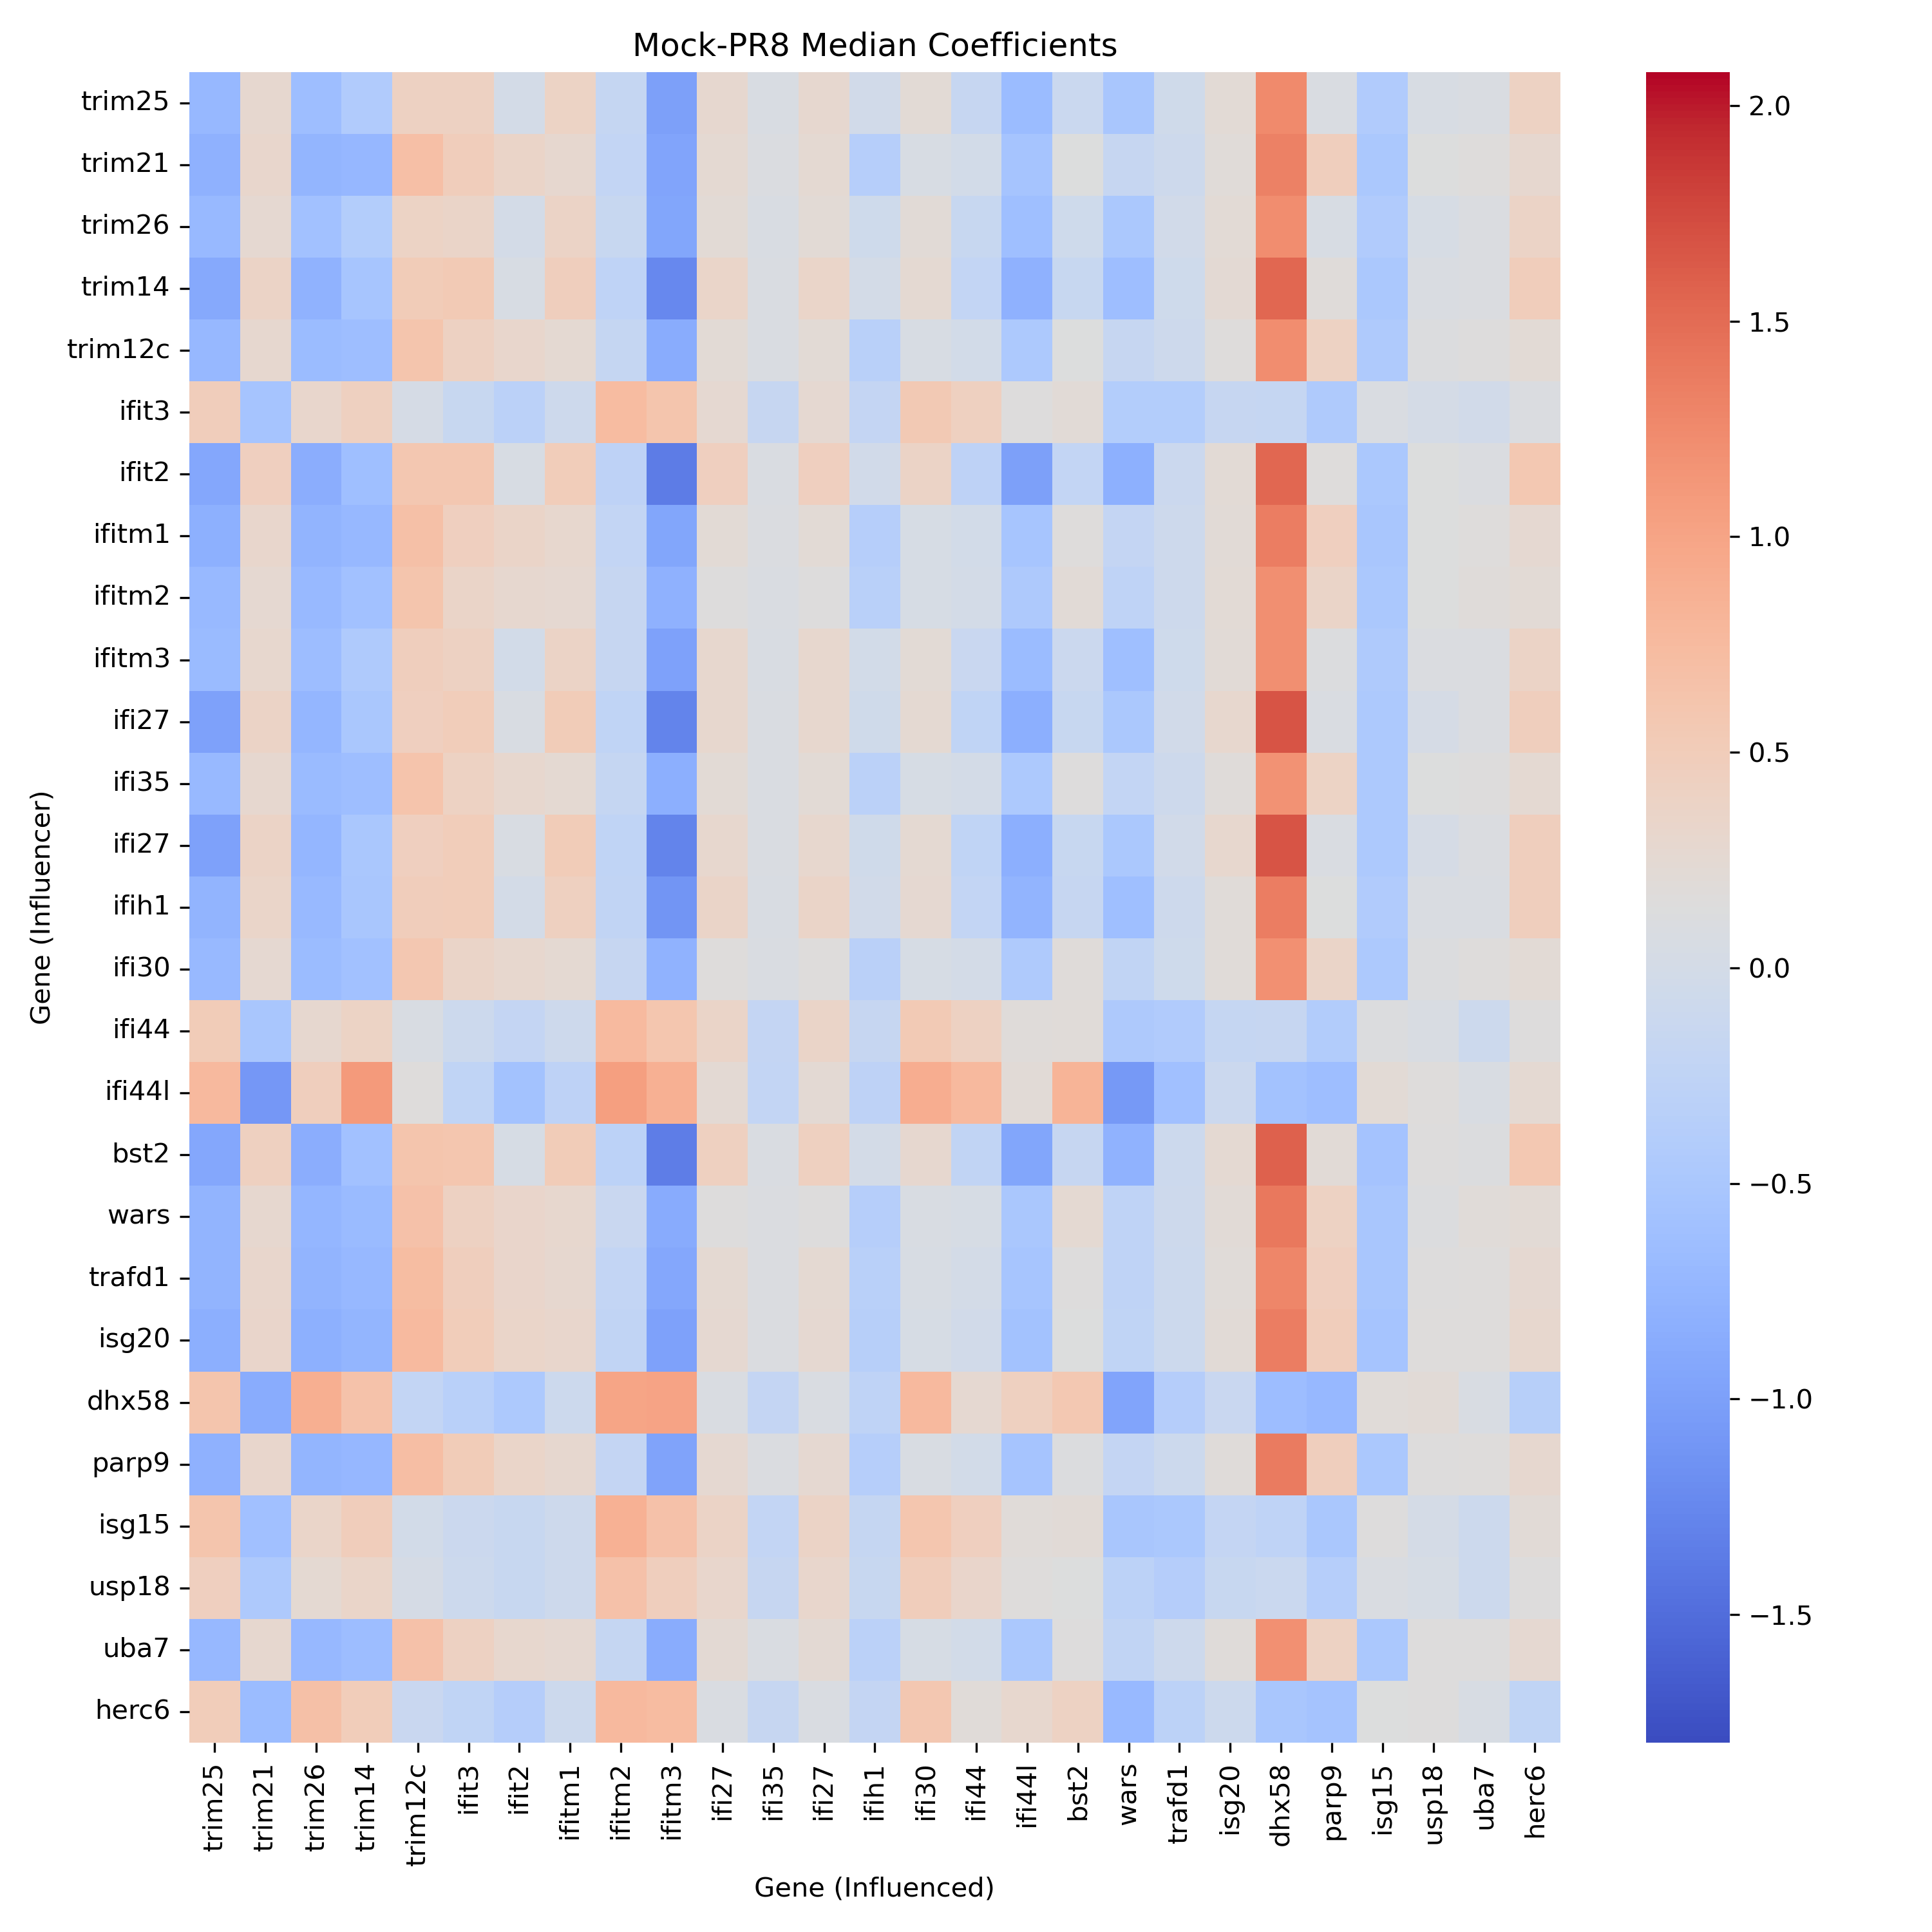 Mock-PR8 Median Coefficients
Gene (Influencer)
trim25
trim21
trim26
trim14
trim12c
ifit3
ifit2
ifitm1
ifitm2
ifitm3
ifi27
ifi35
ifi27
ifih1
ifi30
ifi44
ifi44l
bst2
wars
trafd1
isg20
dhx58
parp9
isg15
usp18
uba7
herc6
trim25
trim21
trim26
trim14
trim12c
ifit3
ifit2
ifitm1
ifitm2
ifitm3
ifi27
ifi35
ifi27
ifih1
ifi30
ifi44
ifi44l
bst2
wars
trafd1
isg20
dhx58
parp9
isg15
usp18
uba7
herc6
Gene (Influenced)
2.0
1.5
1.0
0.5
0.0
−0.5
−1.0
−1.5